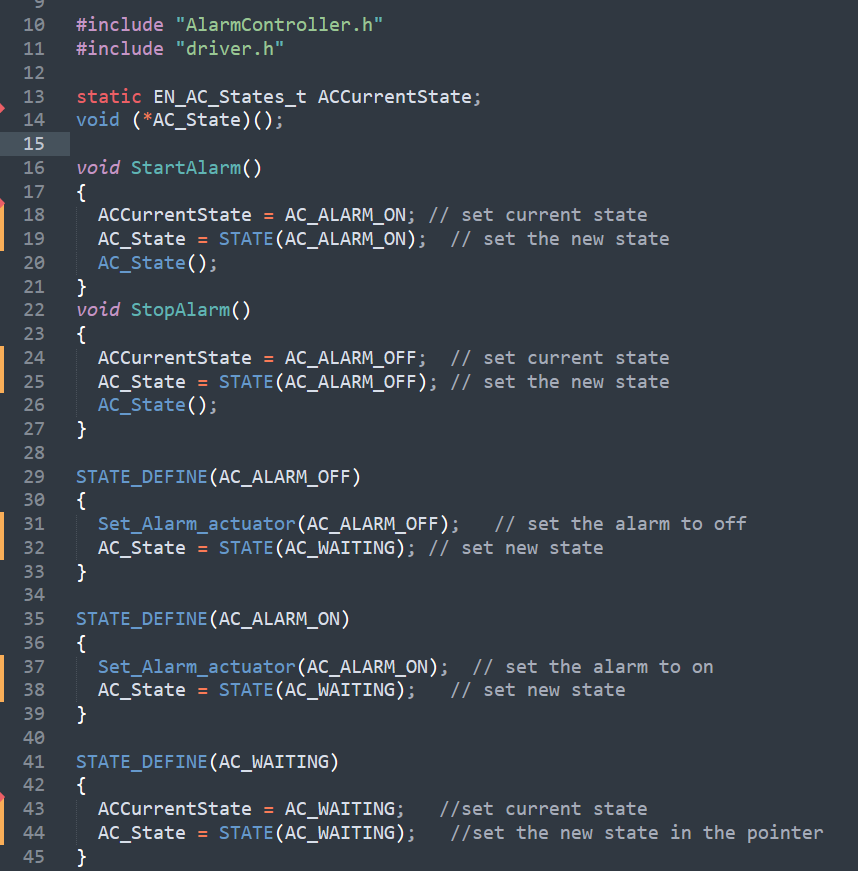 9
10 #include "AlarmController.h"
11 #include "driver.h"
12
13 static EN_AC_States_t ACCurrentState;
14 void (*AC_State)();
15
16 void StartAlarm()
17 {
18 ACCurrentState = AC_ALARM_ON; // set current state
19 AC_State = STATE(AC_ALARM_ON); // set the new state
20 AC_State();
21 }
22 void StopAlarm()
23 {
24 ACCurrentState = AC_ALARM_OFF; // set current state
25 AC_State = STATE(AC_ALARM_OFF); // set the new state
26 AC_State();
27 }
28
29 STATE_DEFINE(AC_ALARM_OFF)
30 {
31 Set_Alarm_actuator(AC_ALARM_OFF); // set the alarm to off
32 AC_State = STATE(AC_WAITING); // set new state
33 }
34
35 STATE_DEFINE(AC_ALARM_ON)
36 {
37 Set_Alarm_actuator(AC_ALARM_ON); // set the alarm to on
38 AC_State = STATE(AC_WAITING); // set new state
39 }
40
41 STATE_DEFINE(AC_WAITING)
42 {
43 ACCurrentState = AC_WAITING; //set current state
44 AC_State = STATE(AC_WAITING); //set the new state in the pointer
45 }